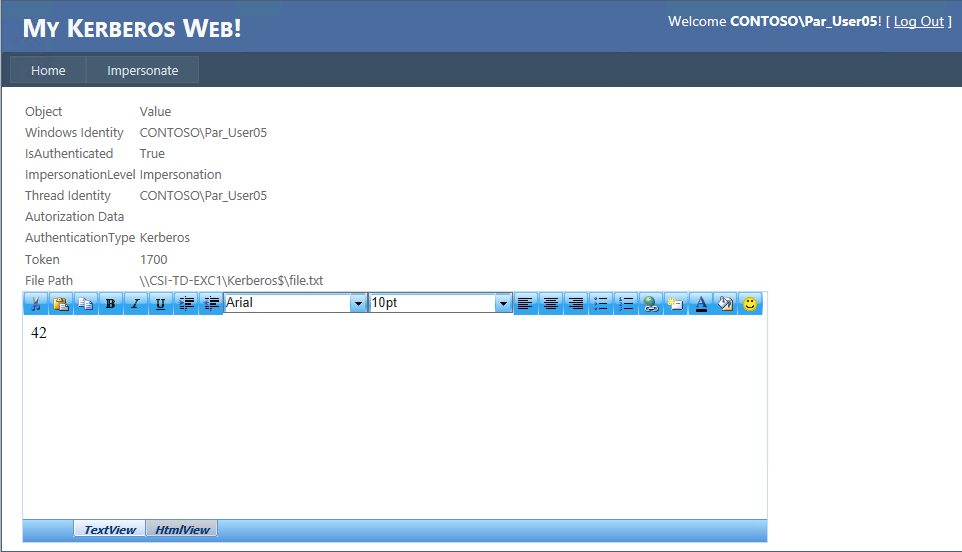 My Kerberos Web!
Welcome CONTOSO\Par_User05! [ Log Out ]
Home Impersonate
Object Value
Windows Identity CONTOSO\Par_User05
IsAuthenticated True
ImpersonationLevel Impersonation
Thread Identity CONTOSO\Par_User05
Autorization Data
AuthenticationType Kerberos
Token 1700
File Path \\CSI-TD-EXC1\Kerberos$\file.txt
B I U Arial 10pt A
42
TextView HtmlView